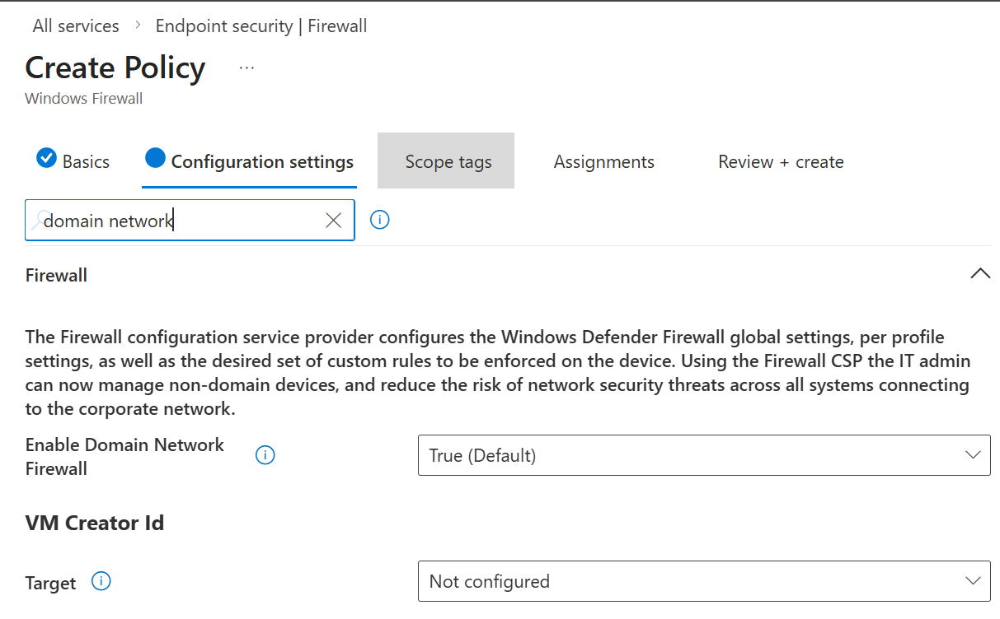 All services > Endpoint security | Firewall
Create Policy ...
Windows Firewall
Basics Configuration settings Scope tags Assignments Review + create
domain network
Firewall
The Firewall configuration service provider configures the Windows Defender Firewall global settings, per profile
settings, as well as the desired set of custom rules to be enforced on the device. Using the Firewall CSP the IT admin
can now manage non-domain devices, and reduce the risk of network security threats across all systems connecting
to the corporate network.
Enable Domain Network
Firewall
True (Default)
VM Creator Id
Target
Not configured